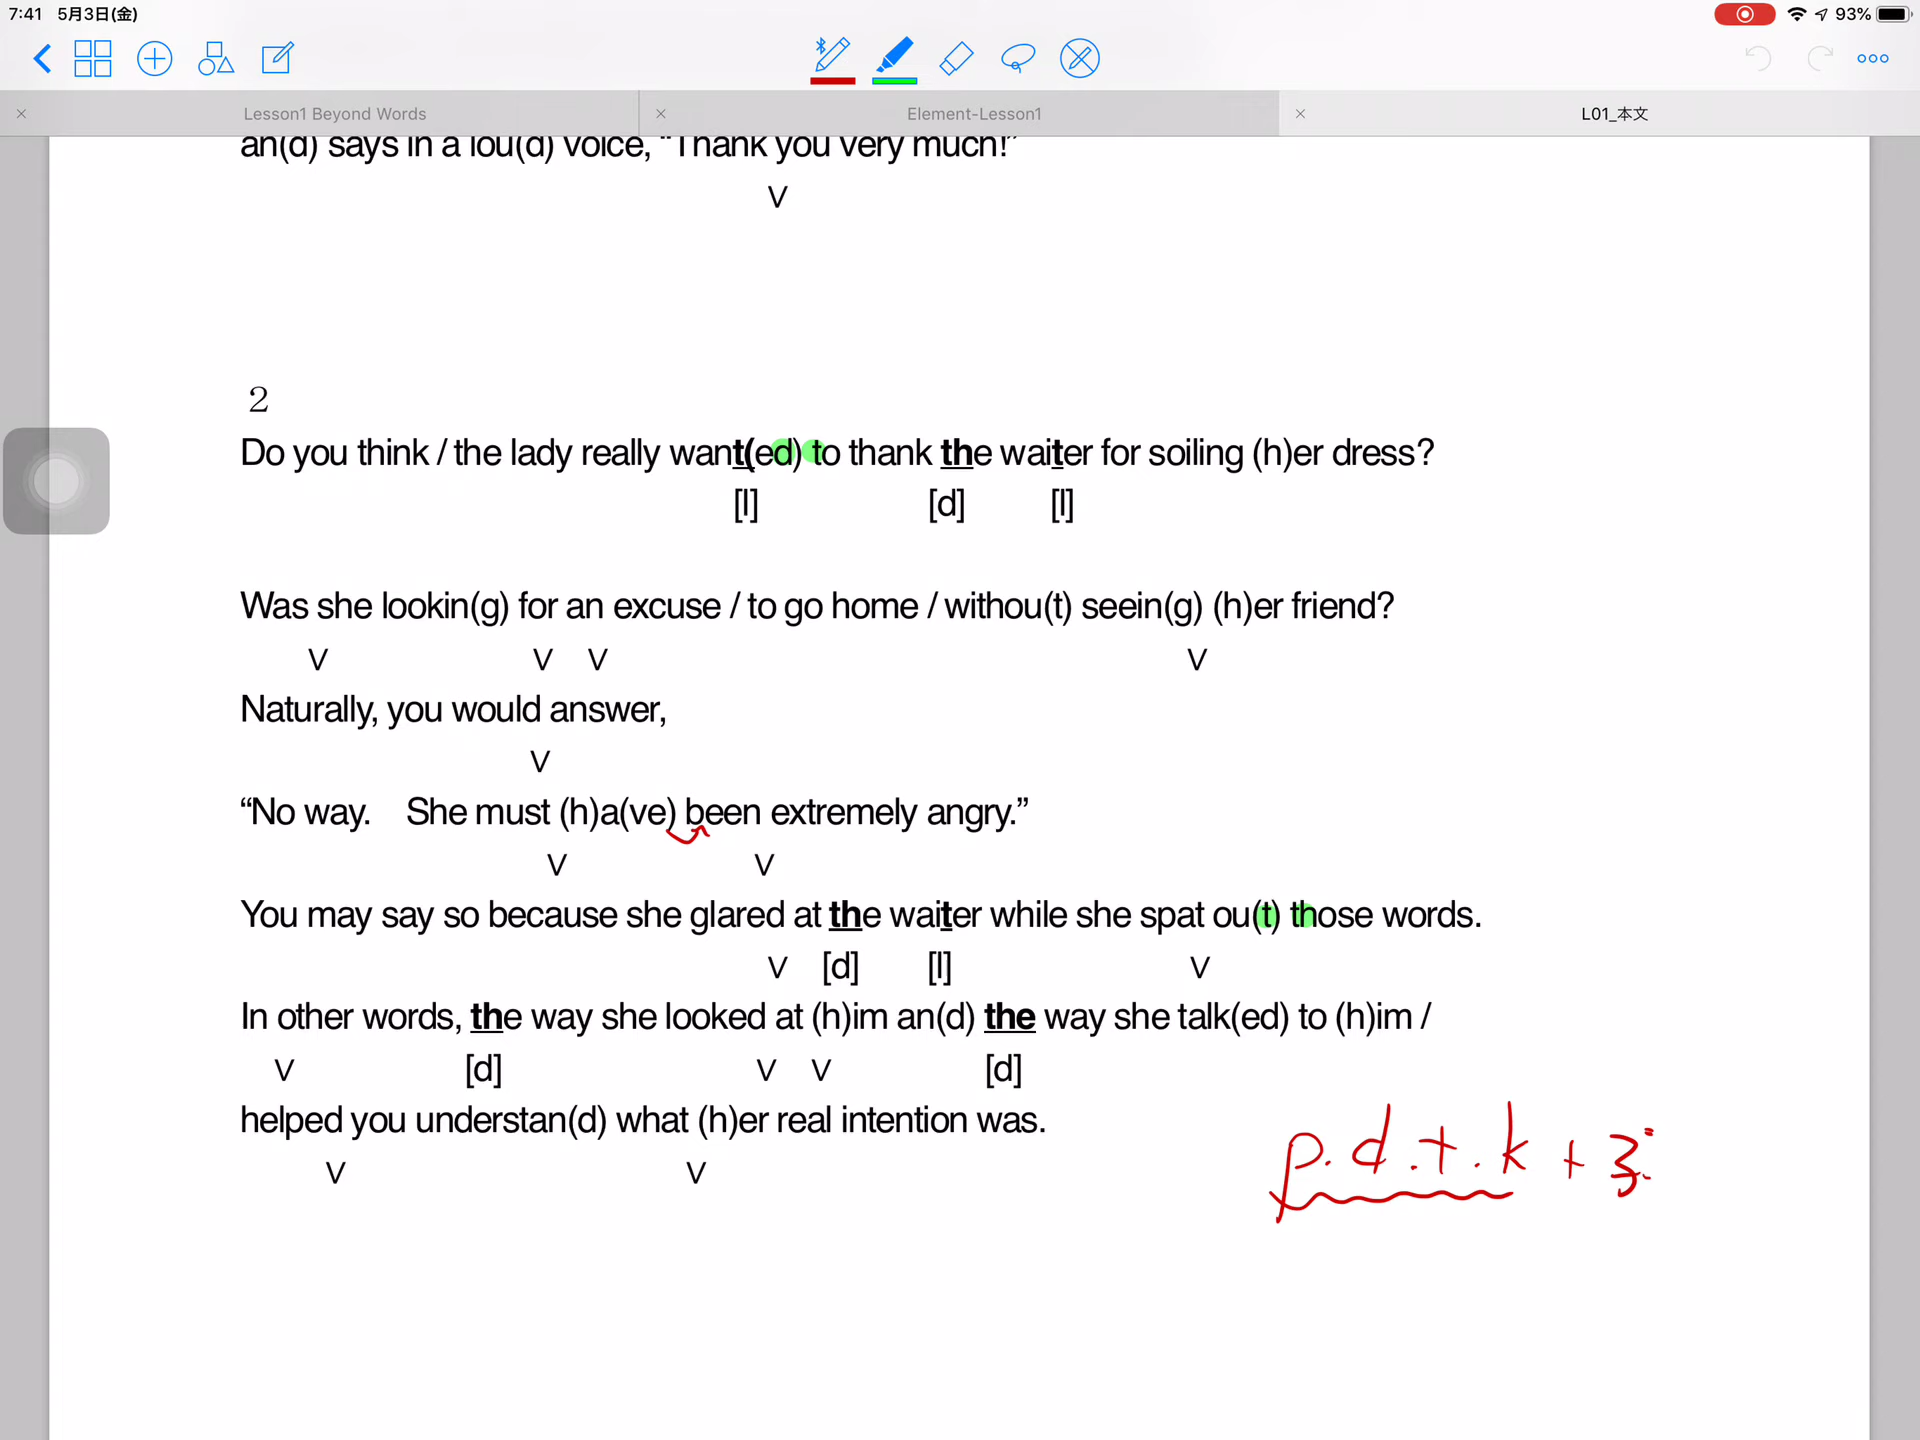 7:41 5月3日(金) 93%
Lesson1 Beyond Words Element-Lesson1 L01_本文
an(d) says in a lou(d) voice, “Thank you very much!”
V
2
Do you think / the lady really want(ed) to thank the waiter for soiling (h)er dress?
[l] [d] [l]
Was she lookin(g) for an excuse / to go home / withou(t) seein(g) (h)er friend?
V V V V
Naturally, you would answer,
V
“No way. She must (h)a(ve) been extremely angry.”
V V
You may say so because she glared at the waiter while she spat ou(t) those words.
V [d] [l] V
In other words, the way she looked at (h)im an(d) the way she talk(ed) to (h)im /
V [d] V V [d]
helped you understan(d) what (h)er real intention was.
V V
p.d.t.k +